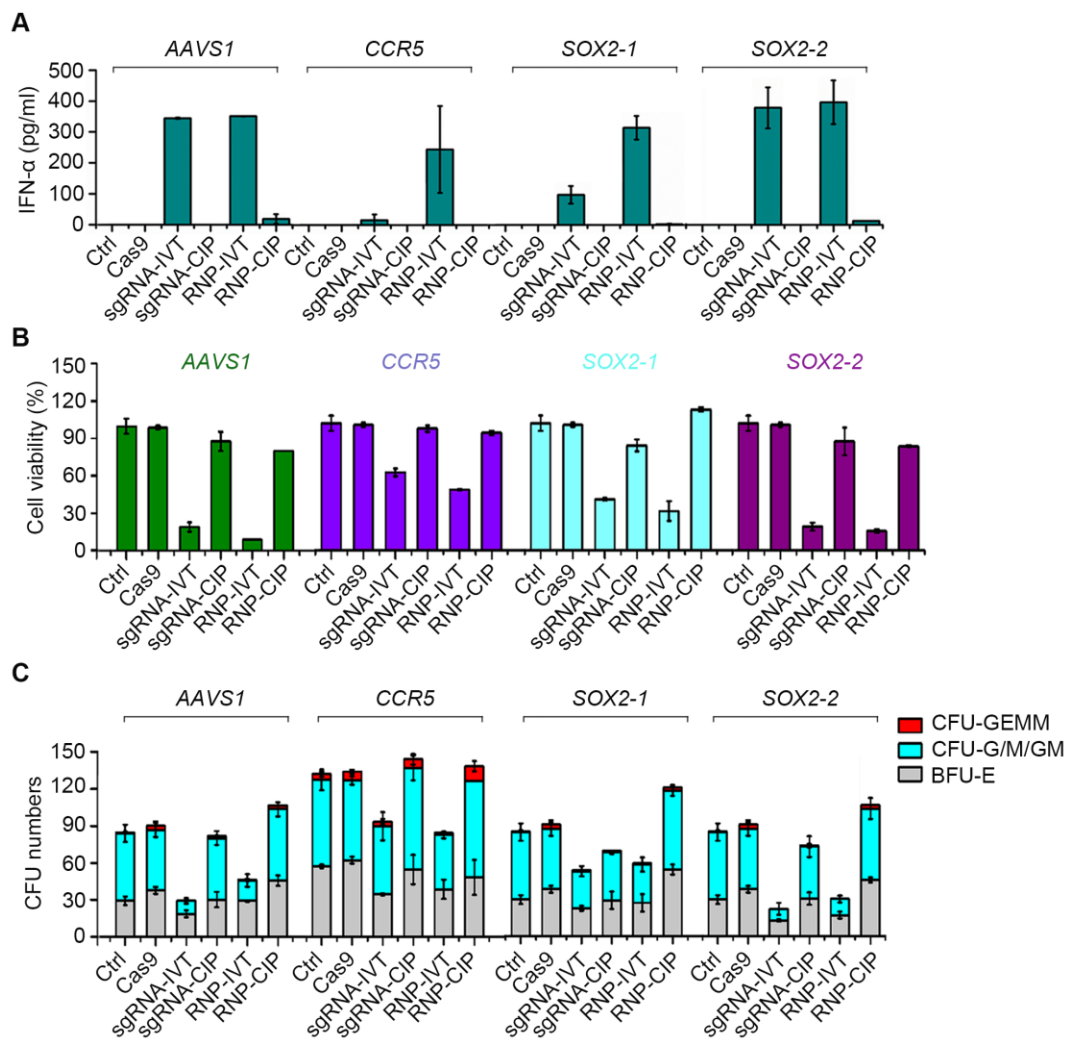 A
AAVS1 CCR5 SOX2-1 SOX2-2
IFN-α (pg/ml)
500
400
300
200
100
0
Ctrl Cas9 sgRNA-IVT sgRNA-CIP RNP-IVT RNP-CIP Ctrl Cas9 sgRNA-IVT sgRNA-CIP RNP-IVT RNP-CIP Ctrl Cas9 sgRNA-IVT sgRNA-CIP RNP-IVT RNP-CIP Ctrl Cas9 sgRNA-IVT sgRNA-CIP RNP-IVT RNP-CIP
B
AAVS1 CCR5 SOX2-1 SOX2-2
Cell viability (%)
150
120
90
60
30
0
Ctrl Cas9 sgRNA-IVT sgRNA-CIP RNP-IVT RNP-CIP Ctrl Cas9 sgRNA-IVT sgRNA-CIP RNP-IVT RNP-CIP Ctrl Cas9 sgRNA-IVT sgRNA-CIP RNP-IVT RNP-CIP Ctrl Cas9 sgRNA-IVT sgRNA-CIP RNP-IVT RNP-CIP
C
AAVS1 CCR5 SOX2-1 SOX2-2
CFU-GEMM
CFU-G/M/GM
BFU-E
CFU numbers
150
120
90
60
30
0
Ctrl Cas9 sgRNA-IVT sgRNA-CIP RNP-IVT RNP-CIP Ctrl Cas9 sgRNA-IVT sgRNA-CIP RNP-IVT RNP-CIP Ctrl Cas9 sgRNA-IVT sgRNA-CIP RNP-IVT RNP-CIP Ctrl Cas9 sgRNA-IVT sgRNA-CIP RNP-IVT RNP-CIP